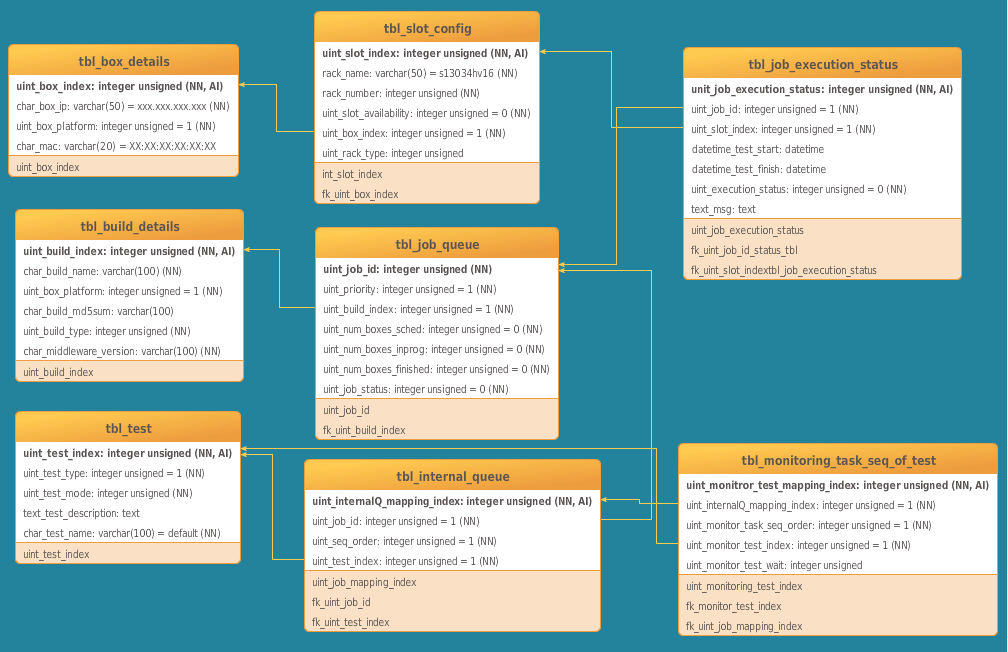 tbl_box_details
uint_box_index: integer unsigned (NN, AI)
char_box_ip: varchar(50) = xxx.xxx.xxx.xxx (NN)
uint_box_platform: integer unsigned = 1 (NN)
char_mac: varchar(20) = XX:XX:XX:XX:XX:XX
uint_box_index
tbl_slot_config
uint_slot_index: integer unsigned (NN, AI)
rack_name: varchar(50) = s13034hv16 (NN)
rack_number: integer unsigned (NN)
uint_slot_availability: integer unsigned = 0 (NN)
uint_box_index: integer unsigned = 1 (NN)
uint_rack_type: integer unsigned
int_slot_index
fk_uint_box_index
tbl_job_execution_status
unit_job_execution_status: integer unsigned (NN, AI)
uint_job_id: integer unsigned = 1 (NN)
uint_slot_index: integer unsigned = 1 (NN)
datetime_test_start: datetime
datetime_test_finish: datetime
uint_execution_status: integer unsigned = 0 (NN)
text_msg: text
uint_job_execution_status
fk_uint_job_id_status_tbl
fk_uint_slot_indextbl_job_execution_status
tbl_build_details
uint_build_index: integer unsigned (NN, AI)
char_build_name: varchar(100) (NN)
uint_box_platform: integer unsigned = 1 (NN)
char_build_md5sum: varchar(100)
uint_build_type: integer unsigned (NN)
char_middleware_version: varchar(100) (NN)
uint_build_index
tbl_job_queue
uint_job_id: integer unsigned (NN)
uint_priority: integer unsigned = 1 (NN)
uint_build_index: integer unsigned = 1 (NN)
uint_num_boxes_sched: integer unsigned = 0 (NN)
uint_num_boxes_inprog: integer unsigned = 0 (NN)
uint_num_boxes_finished: integer unsigned = 0 (NN)
uint_job_status: integer unsigned = 0 (NN)
uint_job_id
fk_uint_build_index
tbl_test
uint_test_index: integer unsigned (NN, AI)
uint_test_type: integer unsigned = 1 (NN)
uint_test_mode: integer unsigned (NN)
text_test_description: text
char_test_name: varchar(100) = default (NN)
uint_test_index
tbl_internal_queue
uint_internalQ_mapping_index: integer unsigned (NN, AI)
uint_job_id: integer unsigned = 1 (NN)
uint_seq_order: integer unsigned = 1 (NN)
uint_test_index: integer unsigned = 1 (NN)
uint_job_mapping_index
fk_uint_job_id
fk_uint_test_index
tbl_monitoring_task_seq_of_test
uint_monitror_test_mapping_index: integer unsigned (NN, AI)
uint_internalQ_mapping_index: integer unsigned = 1 (NN)
uint_monitor_task_seq_order: integer unsigned = 1 (NN)
uint_monitor_test_index: integer unsigned = 1 (NN)
uint_monitor_test_wait: integer unsigned
uint_monitoring_test_index
fk_monitor_test_index
fk_uint_job_mapping_index